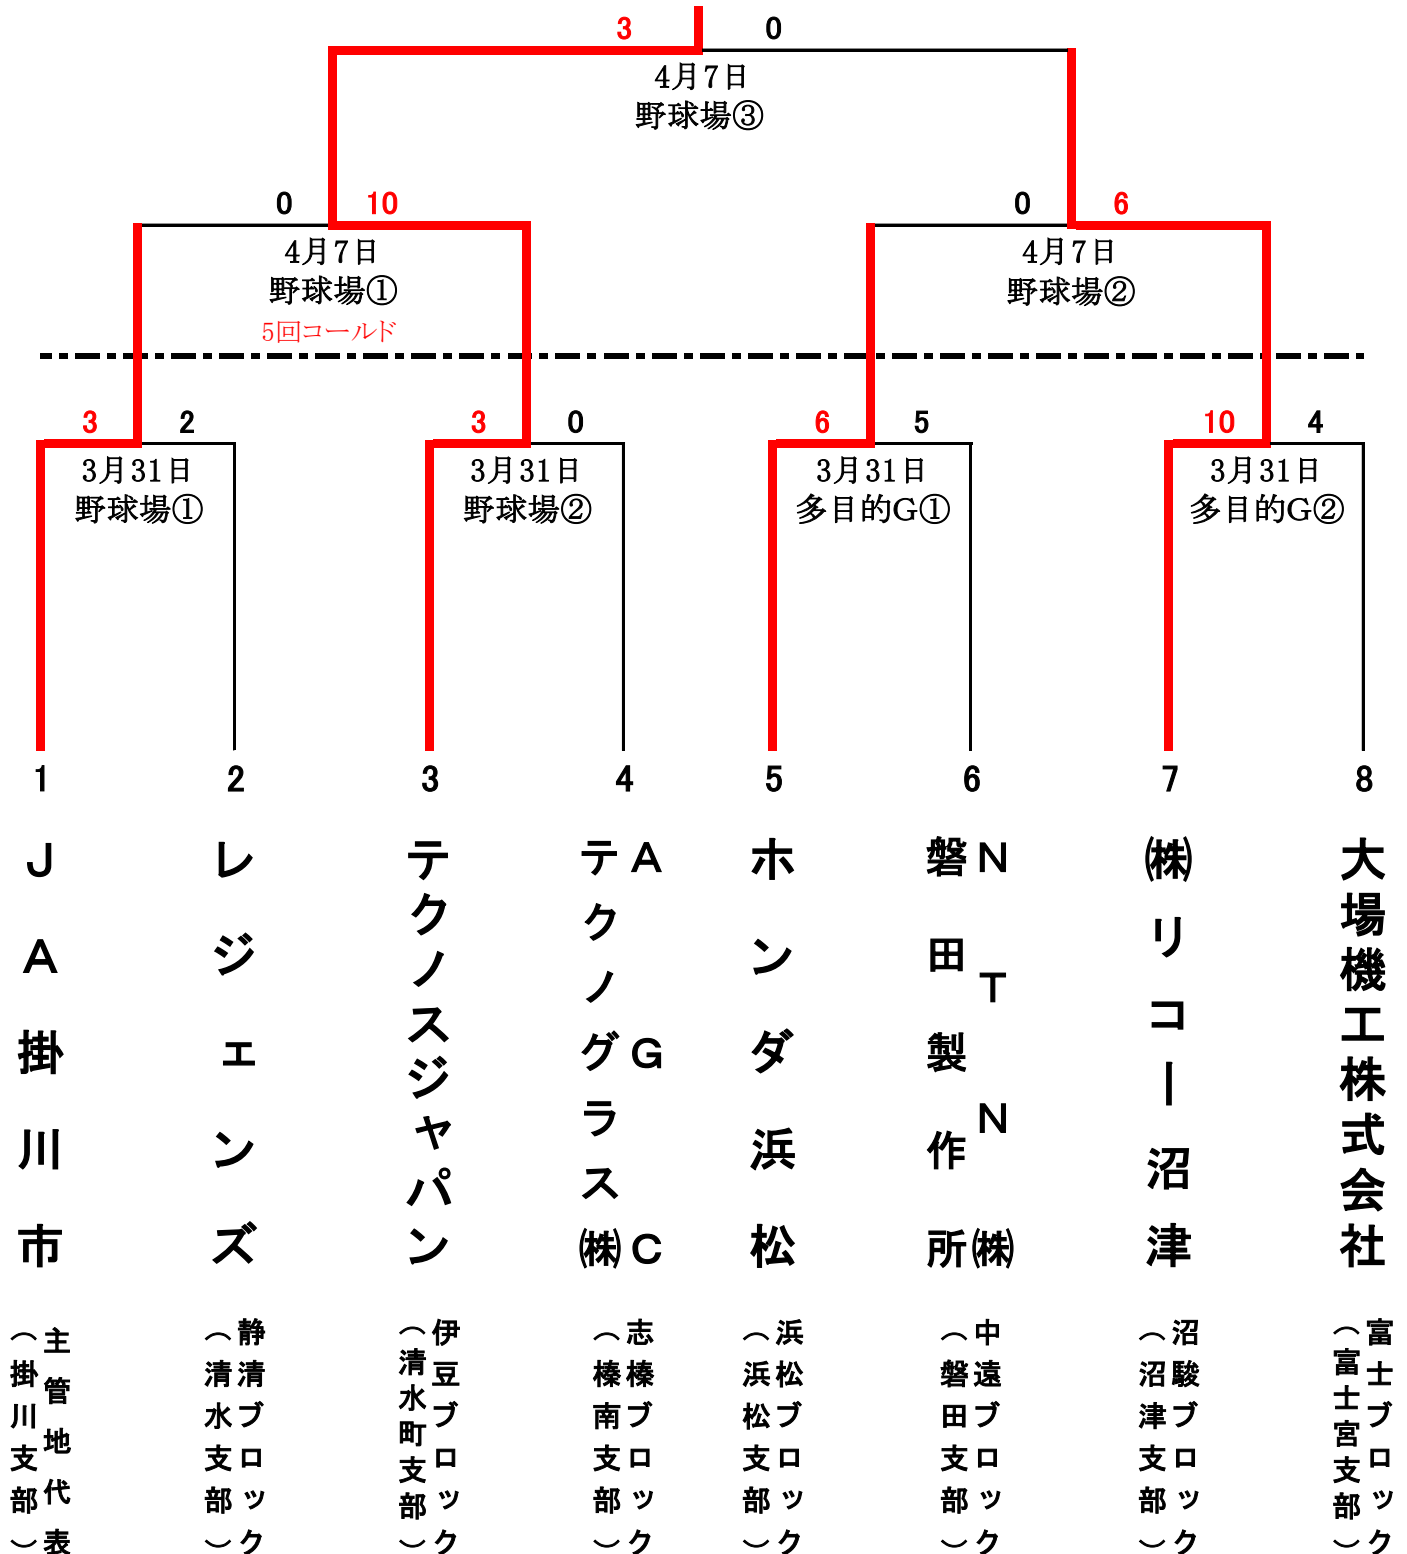 3 0
4月7日
野球場③
0 10
4月7日
野球場①
5回コールド
0 6
4月7日
野球場②
3 2
3月31日
野球場①
3 0
3月31日
野球場②
6 5
3月31日
多目的G①
10 4
3月31日
多目的G②
1
2
3
4
5
6
7
8
JA掛川市
レジェンズ
テクノスジャパン
AGC
テクノグラス㈱
ホンダ浜松
NTN㈱
磐田製作所
㈱リコー沼津
大場機工株式会社
主管地代表
（掛川支部）
静清ブロック
（清水支部）
伊豆ブロック
（清水町支部）
志榛ブロック
（榛南支部）
浜松ブロック
（浜松支部）
中遠ブロック
（磐田支部）
沼駿ブロック
（沼津支部）
富士ブロック
（富士宮支部）